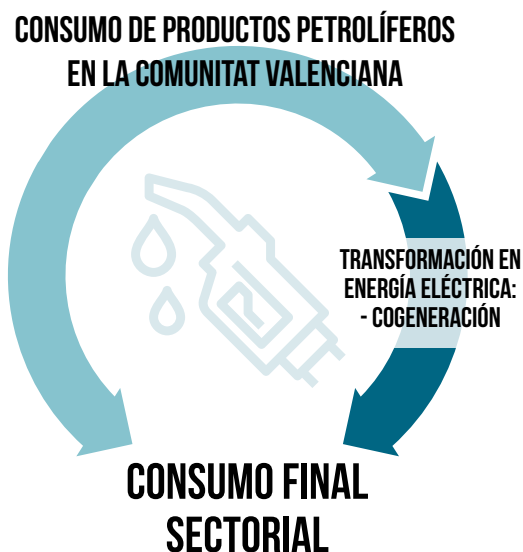 CONSUMO DE PRODUCTOS PETROLÍFEROS
EN LA COMUNITAT VALENCIANA
TRANSFORMACIÓN EN
ENERGÍA ELÉCTRICA:
- COGENERACIÓN
CONSUMO FINAL
SECTORIAL